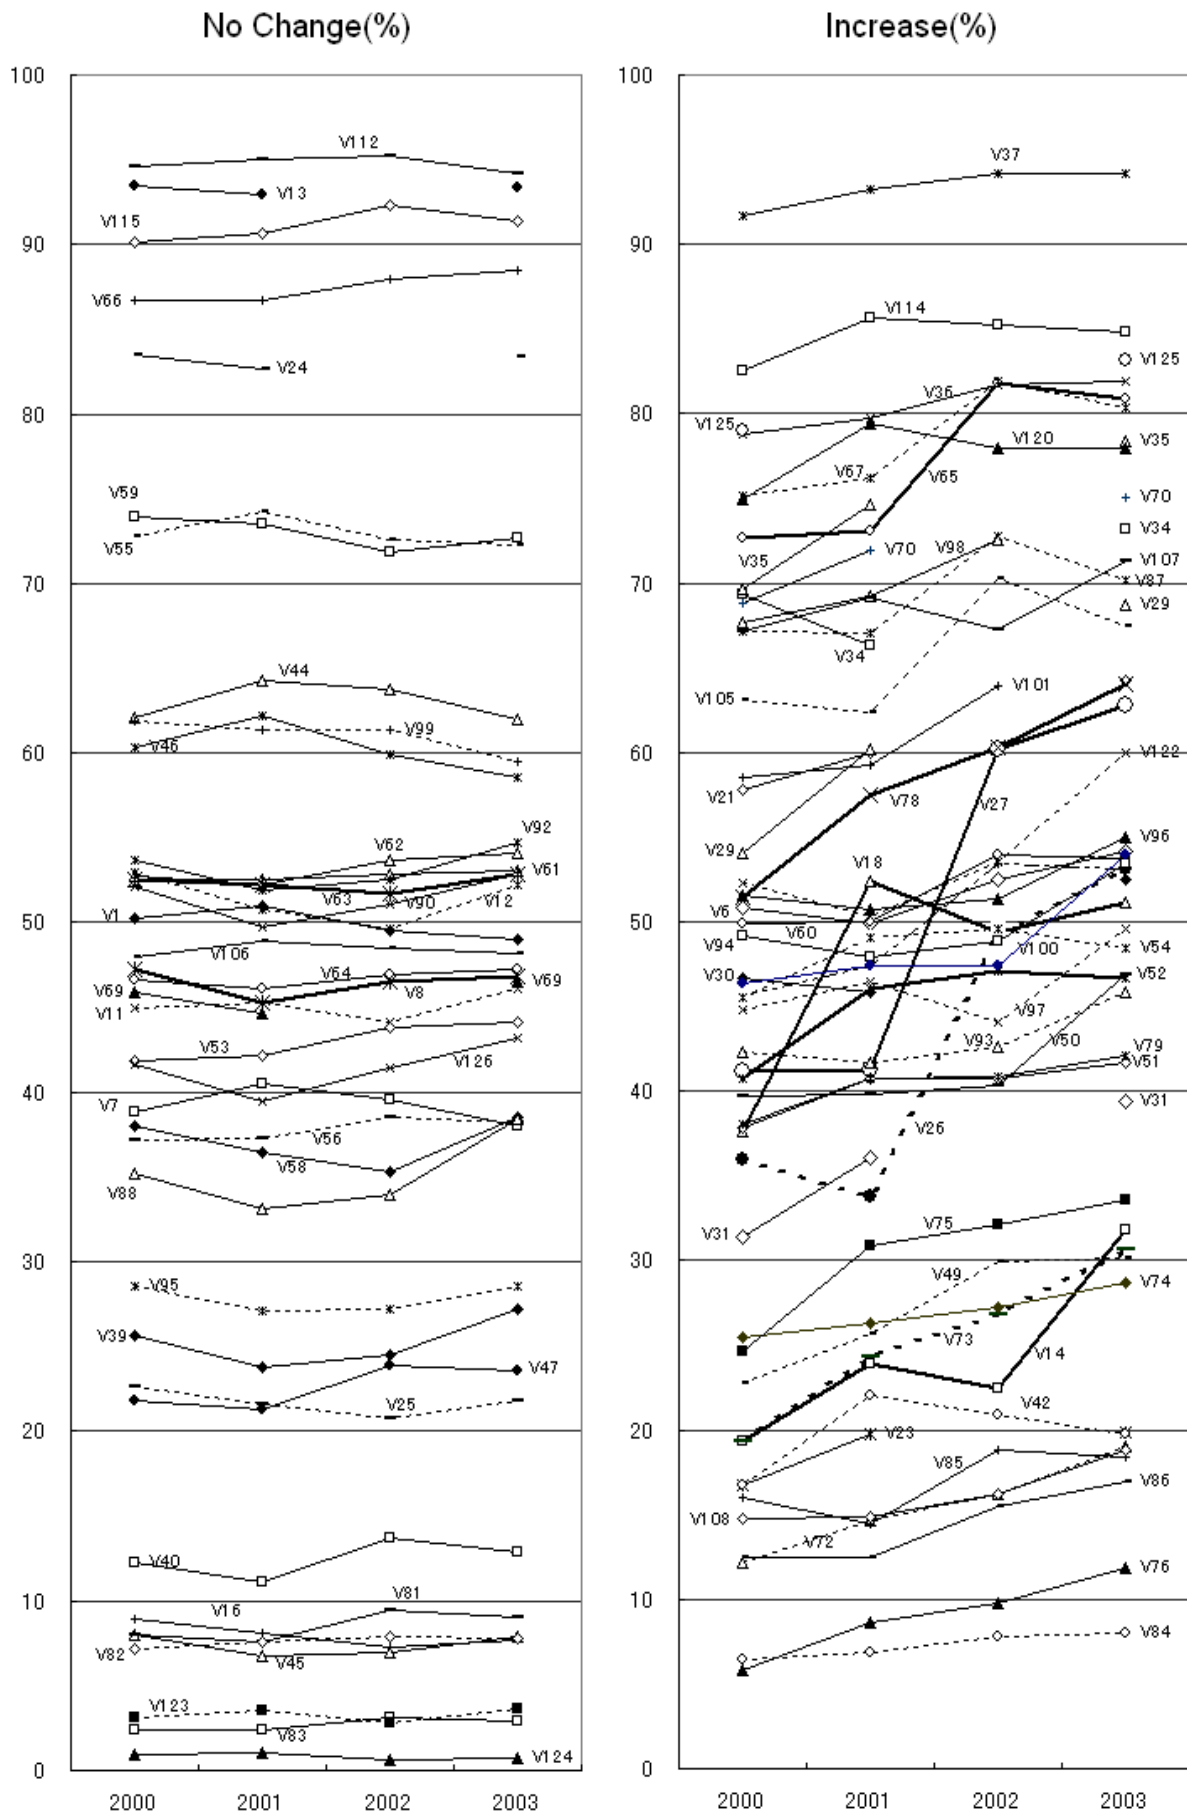 No Change(%)
100
90
80
70
60
50
40
30
20
10
0
V112
V13
V115
V66
V24
V59
V55
V44
V99
V46
V92
V62
V61
V1
V63
V90
V12
V106
V64
V69
V69
V8
V11
V53
V126
V7
V56
V58
V88
V95
V39
V47
V25
V40
V81
V16
V82
V45
V123
V83
V124
2000 2001 2002 2003
Increase(%)
100
90
80
70
60
50
40
30
20
10
0
V37
V114
V125
V36
V125
V120
V35
V67
V65
V70
V34
V98
V70
V107
V35
V87
V29
V34
V105
V101
V122
V21
V78
V27
V96
V29
V18
V6
V60
V94
V100
V54
V30
V52
V97
V93
V50
V79
V51
V31
V26
V31
V75
V49
V74
V73
V14
V42
V23
V85
V86
V108
V72
V76
V84
2000 2001 2002 2003